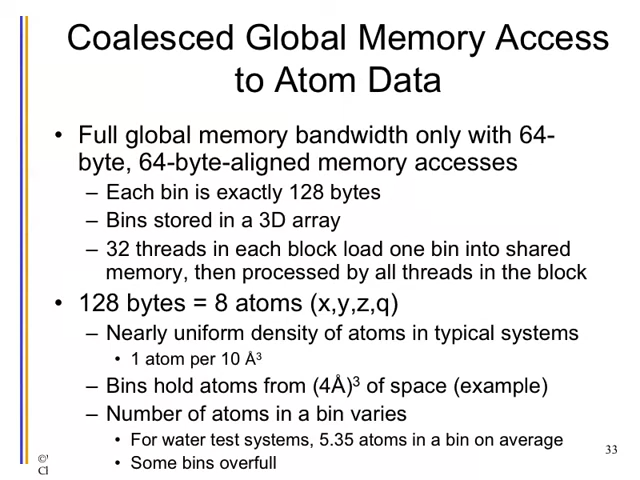 Coalesced Global Memory Access
to Atom Data
• Full global memory bandwidth only with 64-
byte, 64-byte-aligned memory accesses
– Each bin is exactly 128 bytes
– Bins stored in a 3D array
– 32 threads in each block load one bin into shared
memory, then processed by all threads in the block
• 128 bytes = 8 atoms (x,y,z,q)
– Nearly uniform density of atoms in typical systems
• 1 atom per 10 Å³
– Bins hold atoms from (4Å)³ of space (example)
– Number of atoms in a bin varies
• For water test systems, 5.35 atoms in a bin on average
• Some bins overfull
33